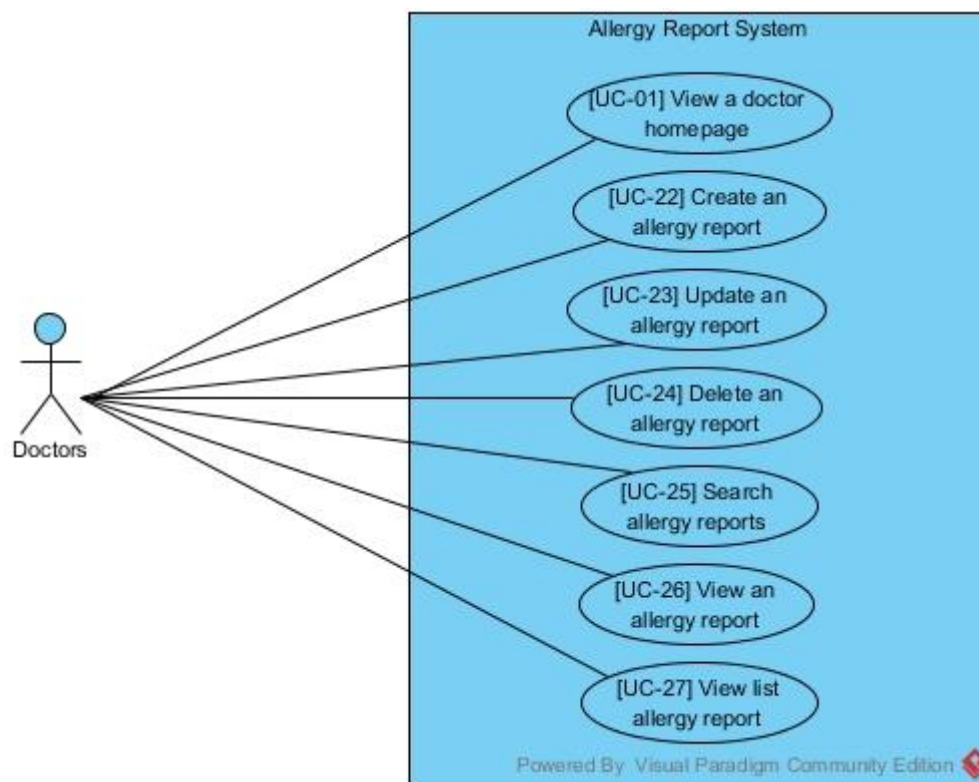 Allergy Report System
[UC-01] View a doctor
homepage
[UC-22] Create an
allergy report
[UC-23] Update an
allergy report
[UC-24] Delete an
allergy report
Doctors
[UC-25] Search
allergy reports
[UC-26] View an
allergy report
[UC-27] View list
allergy report
Powered By Visual Paradigm Community Edition